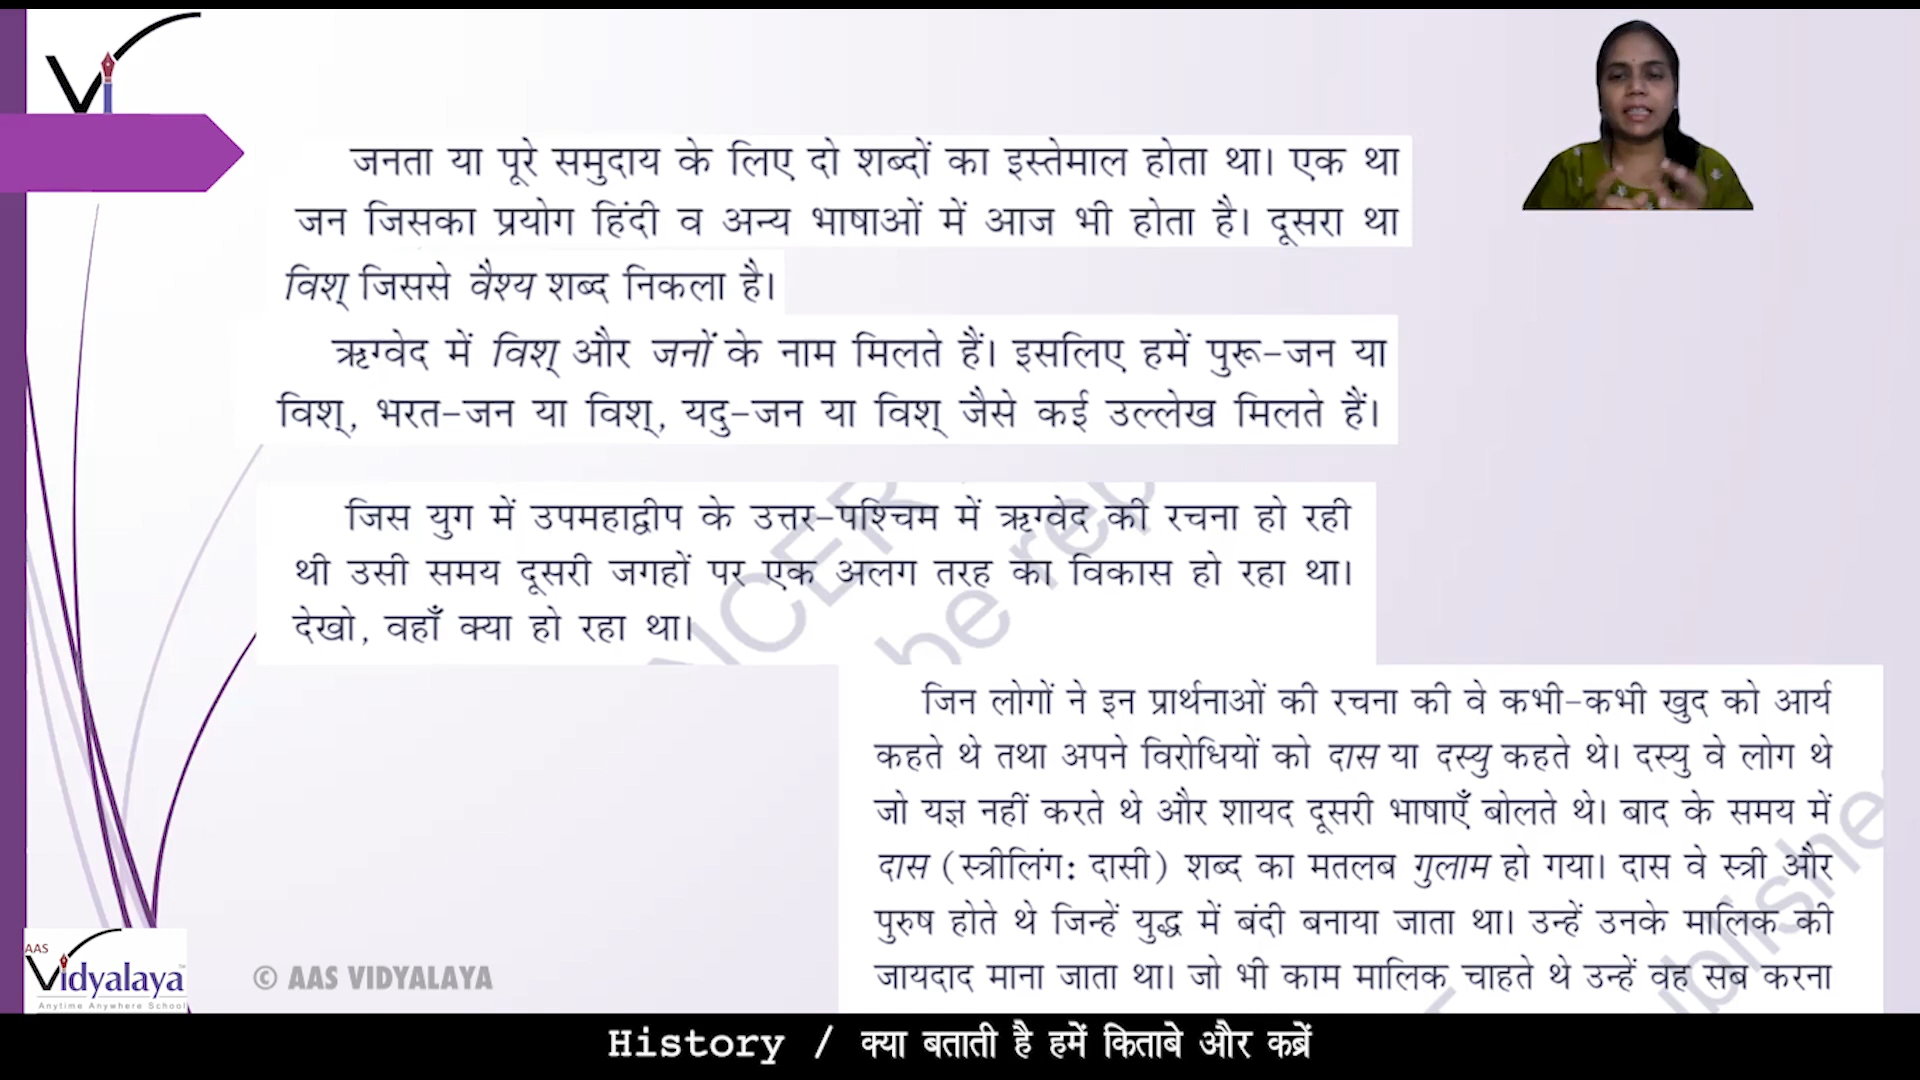 जनता या पूरे समुदाय के लिए दो शब्दों का इस्तेमाल होता था। एक था
जन जिसका प्रयोग हिंदी व अन्य भाषाओं में आज भी होता है। दूसरा था
विश् जिससे वैश्य शब्द निकला है।
ऋग्वेद में विश् और जनों के नाम मिलते हैं। इसलिए हमें पुरू-जन या
विश्, भरत-जन या विश्, यदु-जन या विश् जैसे कई उल्लेख मिलते हैं।
जिस युग में उपमहाद्वीप के उत्तर-पश्चिम में ऋग्वेद की रचना हो रही
थी उसी समय दूसरी जगहों पर एक अलग तरह का विकास हो रहा था।
देखो, वहाँ क्या हो रहा था।
जिन लोगों ने इन प्रार्थनाओं की रचना की वे कभी-कभी खुद को आर्य
कहते थे तथा अपने विरोधियों को दास या दस्यु कहते थे। दस्यु वे लोग थे
जो यज्ञ नहीं करते थे और शायद दूसरी भाषाएँ बोलते थे। बाद के समय में
दास (स्त्रीलिंग: दासी) शब्द का मतलब गुलाम हो गया। दास वे स्त्री और
पुरुष होते थे जिन्हें युद्ध में बंदी बनाया जाता था। उन्हें उनके मालिक की
जायदाद माना जाता था। जो भी काम मालिक चाहते थे उन्हें वह सब करना
AAS
Vidyalaya
Anytime Anywhere School
© AAS VIDYALAYA
History / क्या बताती है हमें किताबे और कब्रें